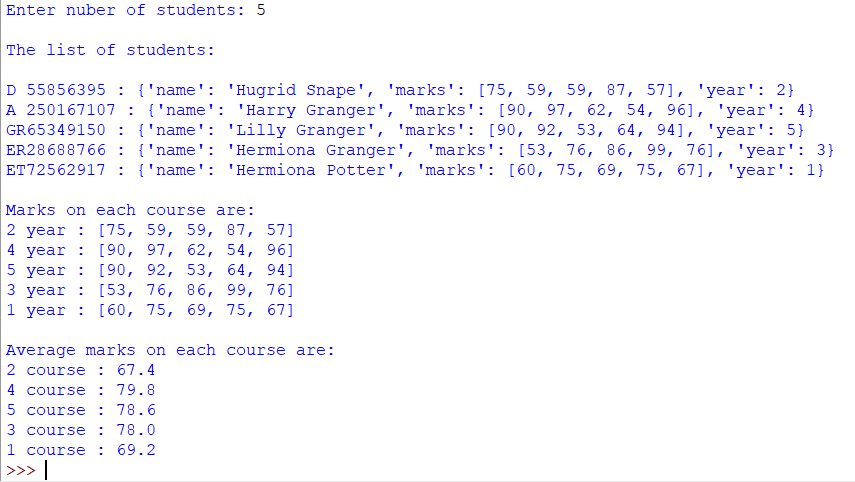 Enter nuber of students: 5
The list of students:
D 55856395 : {'name': 'Hugrid Snape', 'marks': [75, 59, 59, 87, 57], 'year': 2}
A 250167107 : {'name': 'Harry Granger', 'marks': [90, 97, 62, 54, 96], 'year': 4}
GR65349150 : {'name': 'Lilly Granger', 'marks': [90, 92, 53, 64, 94], 'year': 5}
ER28688766 : {'name': 'Hermiona Granger', 'marks': [53, 76, 86, 99, 76], 'year': 3}
ET72562917 : {'name': 'Hermiona Potter', 'marks': [60, 75, 69, 75, 67], 'year': 1}
Marks on each course are:
2 year : [75, 59, 59, 87, 57]
4 year : [90, 97, 62, 54, 96]
5 year : [90, 92, 53, 64, 94]
3 year : [53, 76, 86, 99, 76]
1 year : [60, 75, 69, 75, 67]
Average marks on each course are:
2 course : 67.4
4 course : 79.8
5 course : 78.6
3 course : 78.0
1 course : 69.2
>>>